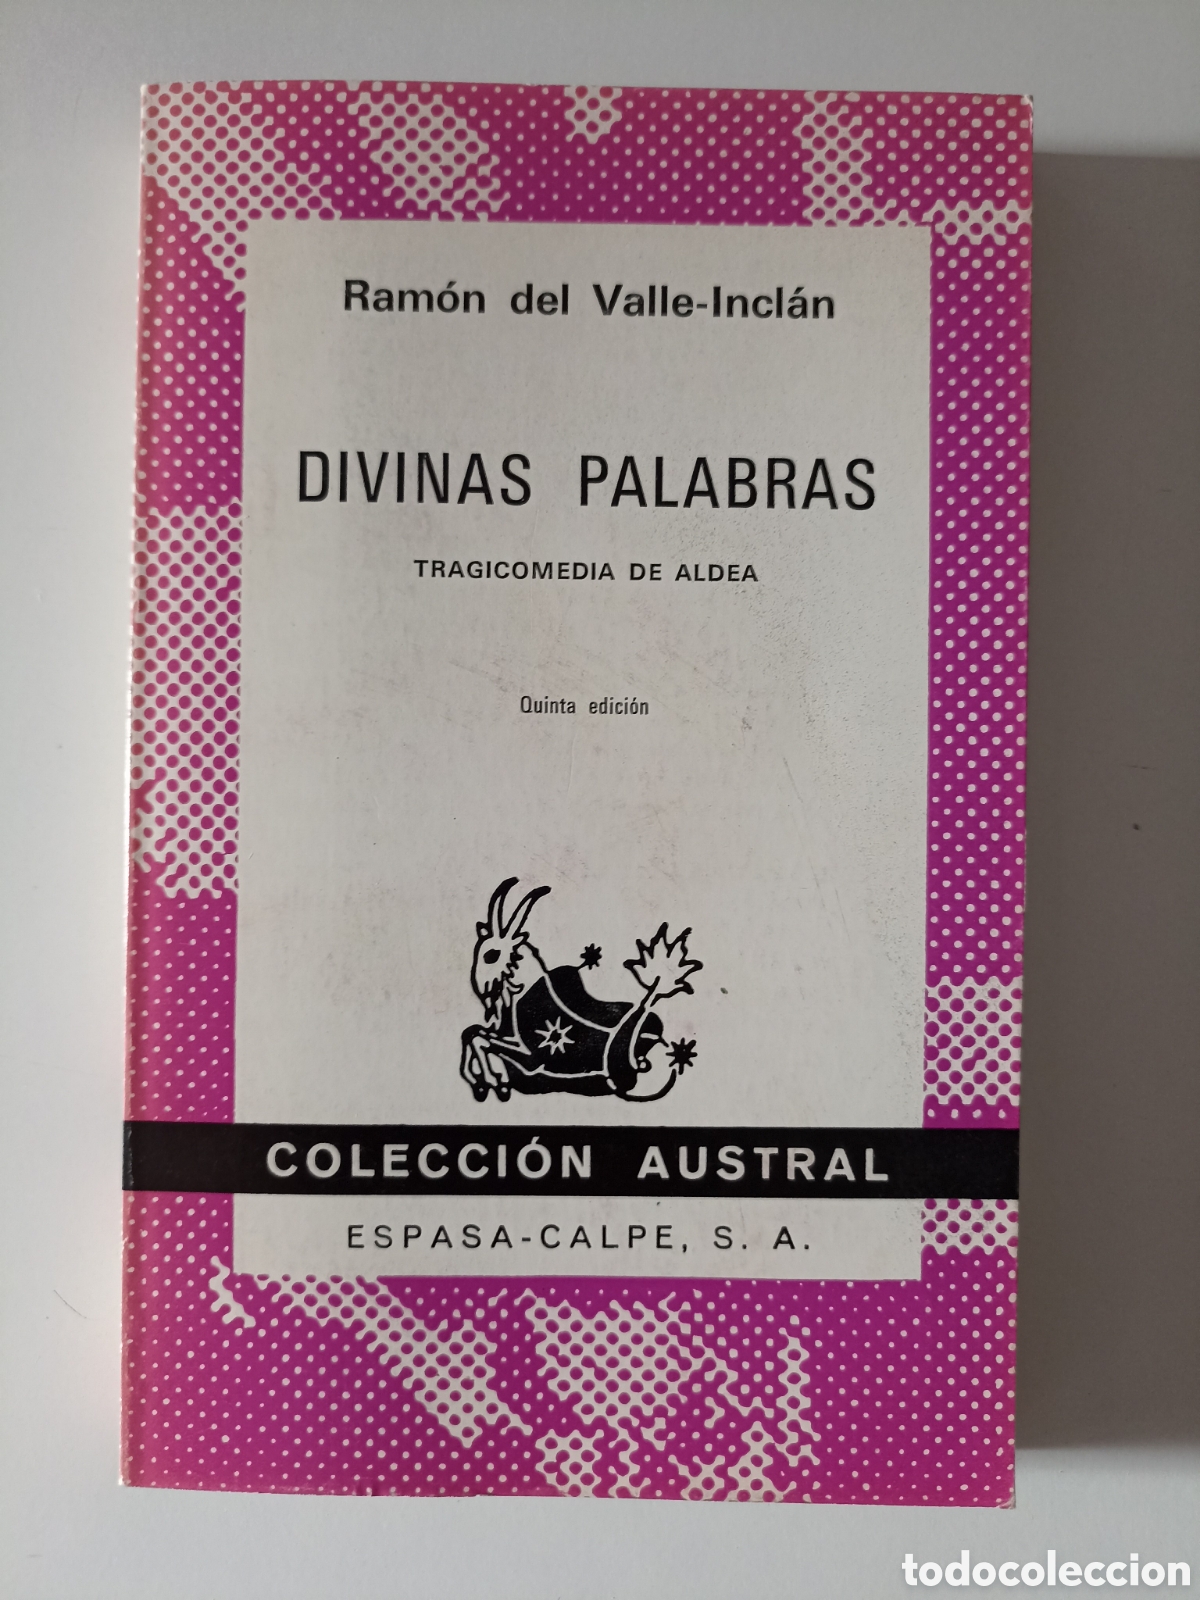 Ramón del Valle-Inclán
DIVINAS PALABRAS
TRAGICOMEDIA DE ALDEA
Quinta edición
COLECCIÓN AUSTRAL
ESPASA-CALPE, S. A.
todocoleccion